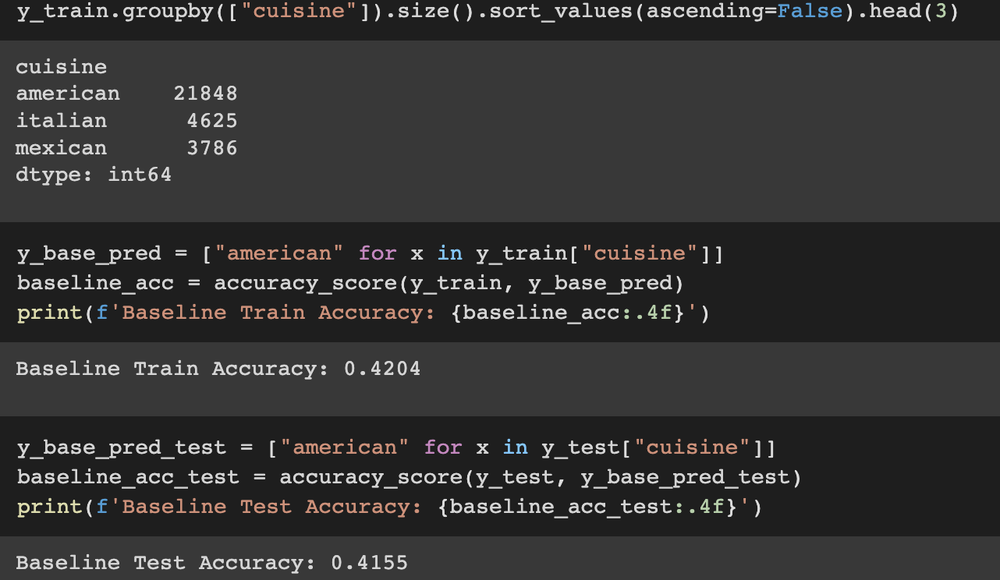 y_train.groupby(["cuisine"]).size().sort_values(ascending=False).head(3)
cuisine
american    21848
italian      4625
mexican      3786
dtype: int64
y_base_pred = ["american" for x in y_train["cuisine"]]
baseline_acc = accuracy_score(y_train, y_base_pred)
print(f'Baseline Train Accuracy: {baseline_acc:.4f}')
Baseline Train Accuracy: 0.4204
y_base_pred_test = ["american" for x in y_test["cuisine"]]
baseline_acc_test = accuracy_score(y_test, y_base_pred_test)
print(f'Baseline Test Accuracy: {baseline_acc_test:.4f}')
Baseline Test Accuracy: 0.4155